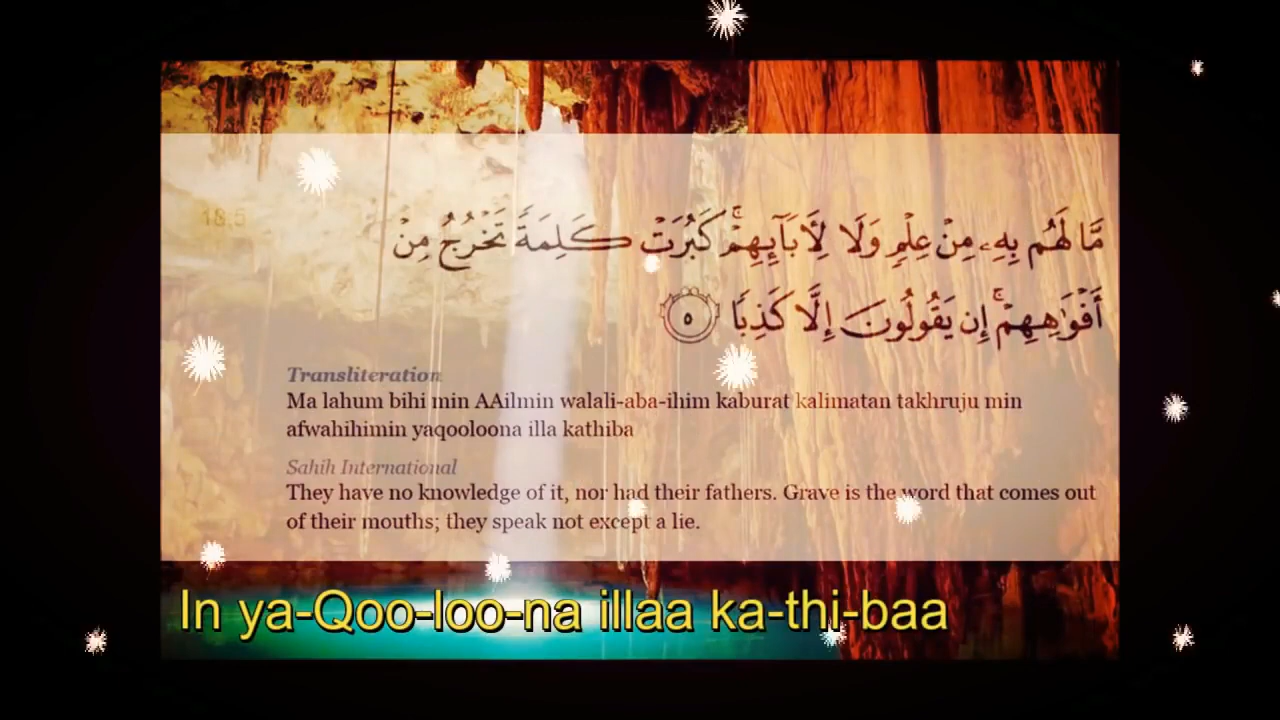 18:5
مَّا لَهُم بِهِۦ مِنْ عِلْمٍ وَلَا لِأَبَآئِهِمْ ۚ كَبُرَتْ كَلِمَةً تَخْرُجُ مِنْ
أَفْوَٰهِهِمْ ۚ إِن يَقُولُونَ إِلَّا كَذِبًا ٥
Transliteration
Ma lahum bihi min AAilmin walali-aba-ihim kaburat kalimatan takhruju min
afwahihimin yaqooloona illa kathiba
Sahih International
They have no knowledge of it, nor had their fathers. Grave is the word that comes out
of their mouths; they speak not except a lie.
In ya-Qoo-loo-na illaa ka-thi-baa